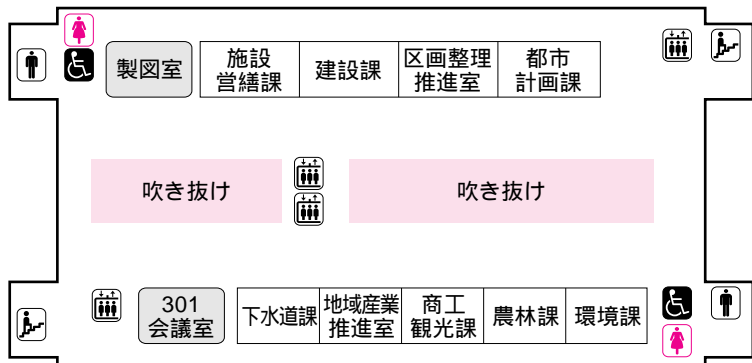 製図室
施設
営繕課
建設課
区画整理
推進室
都市
計画課
吹き抜け
吹き抜け
301
会議室
下水道課
地域産業
推進室
商工
観光課
農林課
環境課